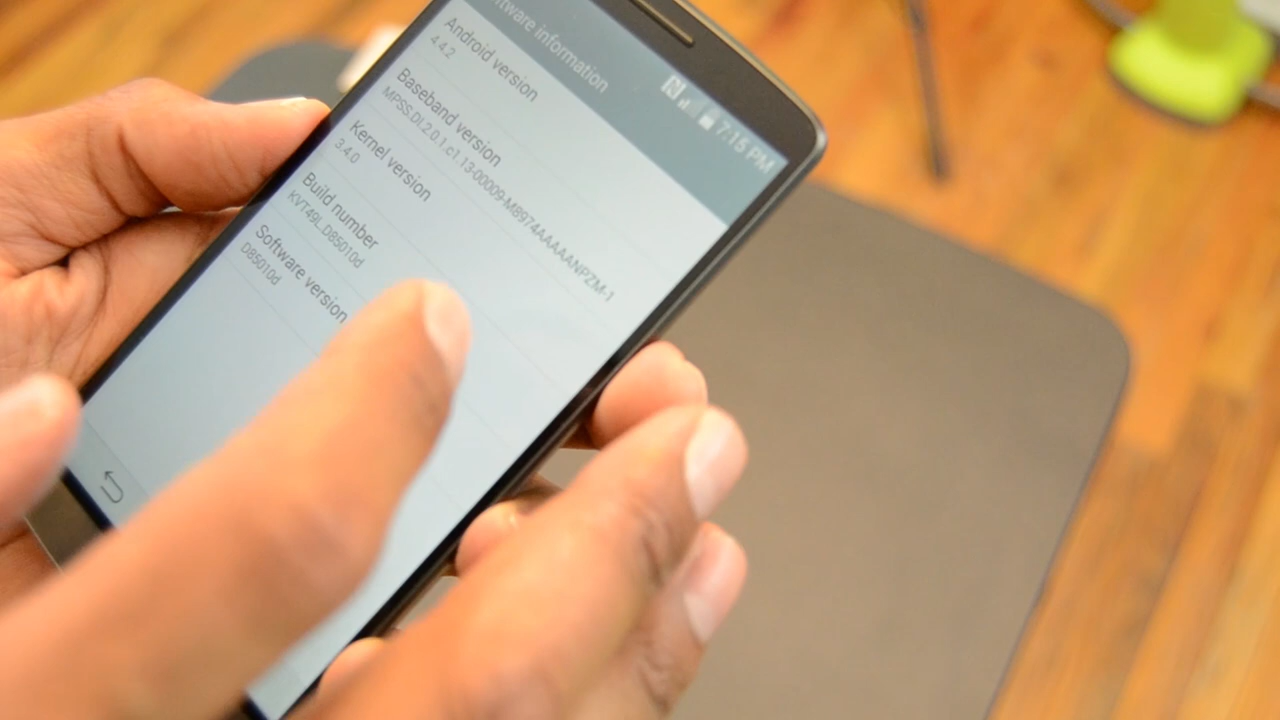 7:15 PM
ftware information
Android version
4.4.2
Baseband version
MPSS.DI.2.0.1.c1.13-00009-M8974AAAAANPZM-1
Kernel version
3.4.0
Build number
KVT49L.D85010d
Software version
D85010d